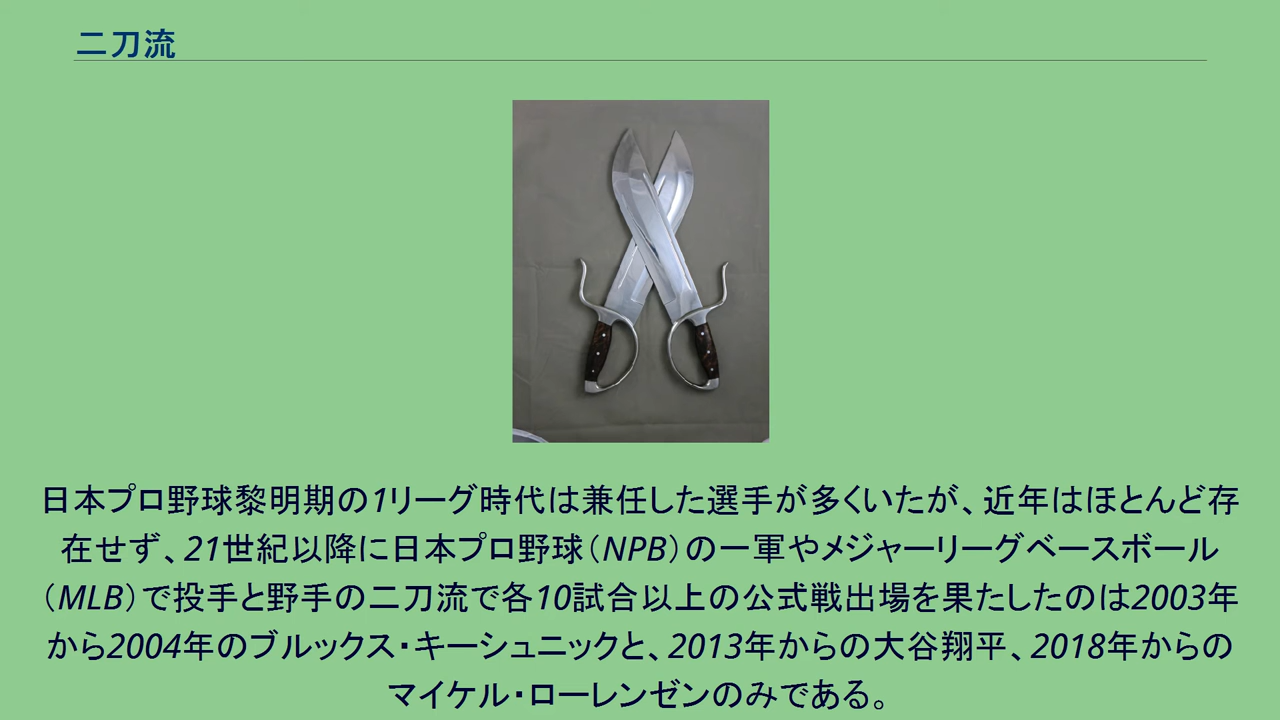 二刀流
日本プロ野球黎明期の1リーグ時代は兼任した選手が多くいたが、近年はほとんど存
在せず、21世紀以降に日本プロ野球（NPB）の一軍やメジャーリーグベースボール
（MLB）で投手と野手の二刀流で各10試合以上の公式戦出場を果たしたのは2003年
から2004年のブルックス・キーシュニックと、2013年からの大谷翔平、2018年からの
マイケル・ローレンゼンのみである。